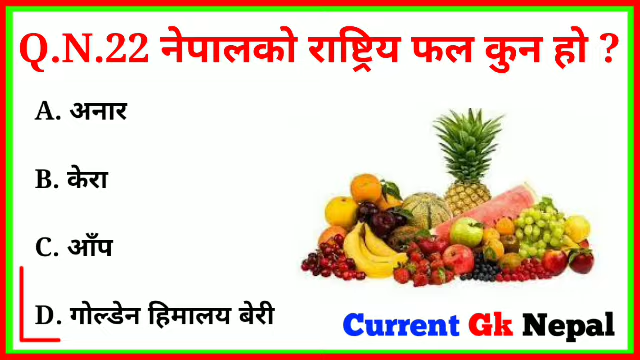 Q.N.22 नेपालको राष्ट्रिय फल कुन हो ?
A. अनार
B. केरा
C. आँप
D. गोल्डेन हिमालय बेरी
Current Gk Nepal